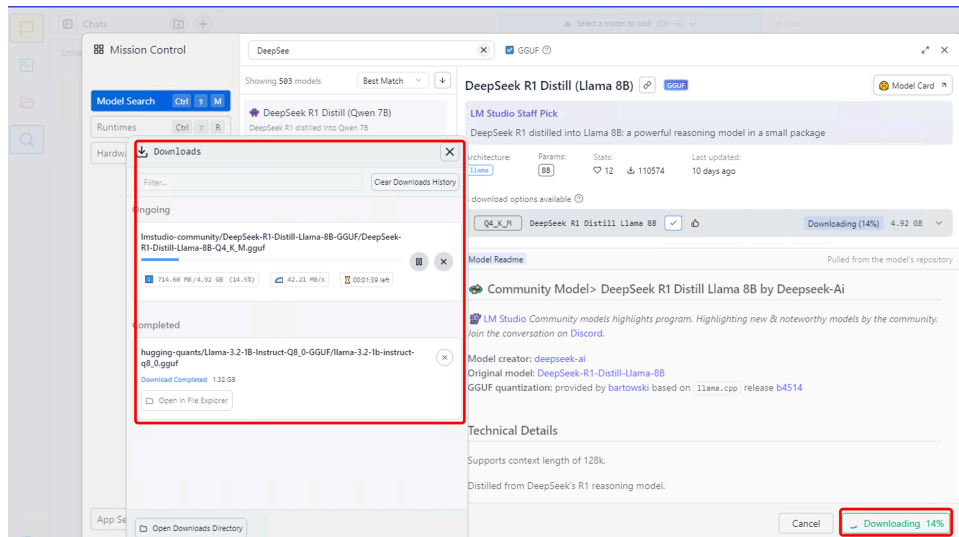 Chats
Select a model to load (Ctrl + L)
Mission Control
DeepSee
GGUF
Showing 503 models
Best Match
Model Search Ctrl ⇧ M
Runtimes Ctrl ⇧ R
Hardw
App Se
DeepSeek R1 Distill (Qwen 7B)
DeepSeek R1 distilled into Qwen 7B
Downloads
Filter...
Clear Downloads History
Ongoing
lmstudio-community/DeepSeek-R1-Distill-Llama-8B-GGUF/DeepSeek-
R1-Distill-Llama-8B-Q4_K_M.gguf
714.60 MB/4.92 GB (14.5%)
42.21 MB/s
00:01:39 left
Completed
hugging-quants/Llama-3.2-1B-Instruct-Q8_0-GGUF/llama-3.2-1b-instruct-
q8_0.gguf
Download Completed 1.32 GB
Open in File Explorer
Open Downloads Directory
DeepSeek R1 Distill (Llama 8B)
GGUF
Model Card
LM Studio Staff Pick
DeepSeek R1 distilled into Llama 8B: a powerful reasoning model in a small package
Architecture: Params: Stats: Last updated:
llama 8B 12 110574 10 days ago
download options available
Q4_K_M DeepSeek R1 Distill Llama 8B Downloading (14%) 4.92 GB
Model Readme
Pulled from the model's repository
Community Model> DeepSeek R1 Distill Llama 8B by Deepseek-Ai
LM Studio Community models highlights program. Highlighting new & noteworthy models by the community.
Join the conversation on Discord.
Model creator: deepseek-ai
Original model: DeepSeek-R1-Distill-Llama-8B
GGUF quantization: provided by bartowski based on llama.cpp release b4514
Technical Details
Supports context length of 128k.
Distilled from DeepSeek's R1 reasoning model.
Cancel
Downloading 14%